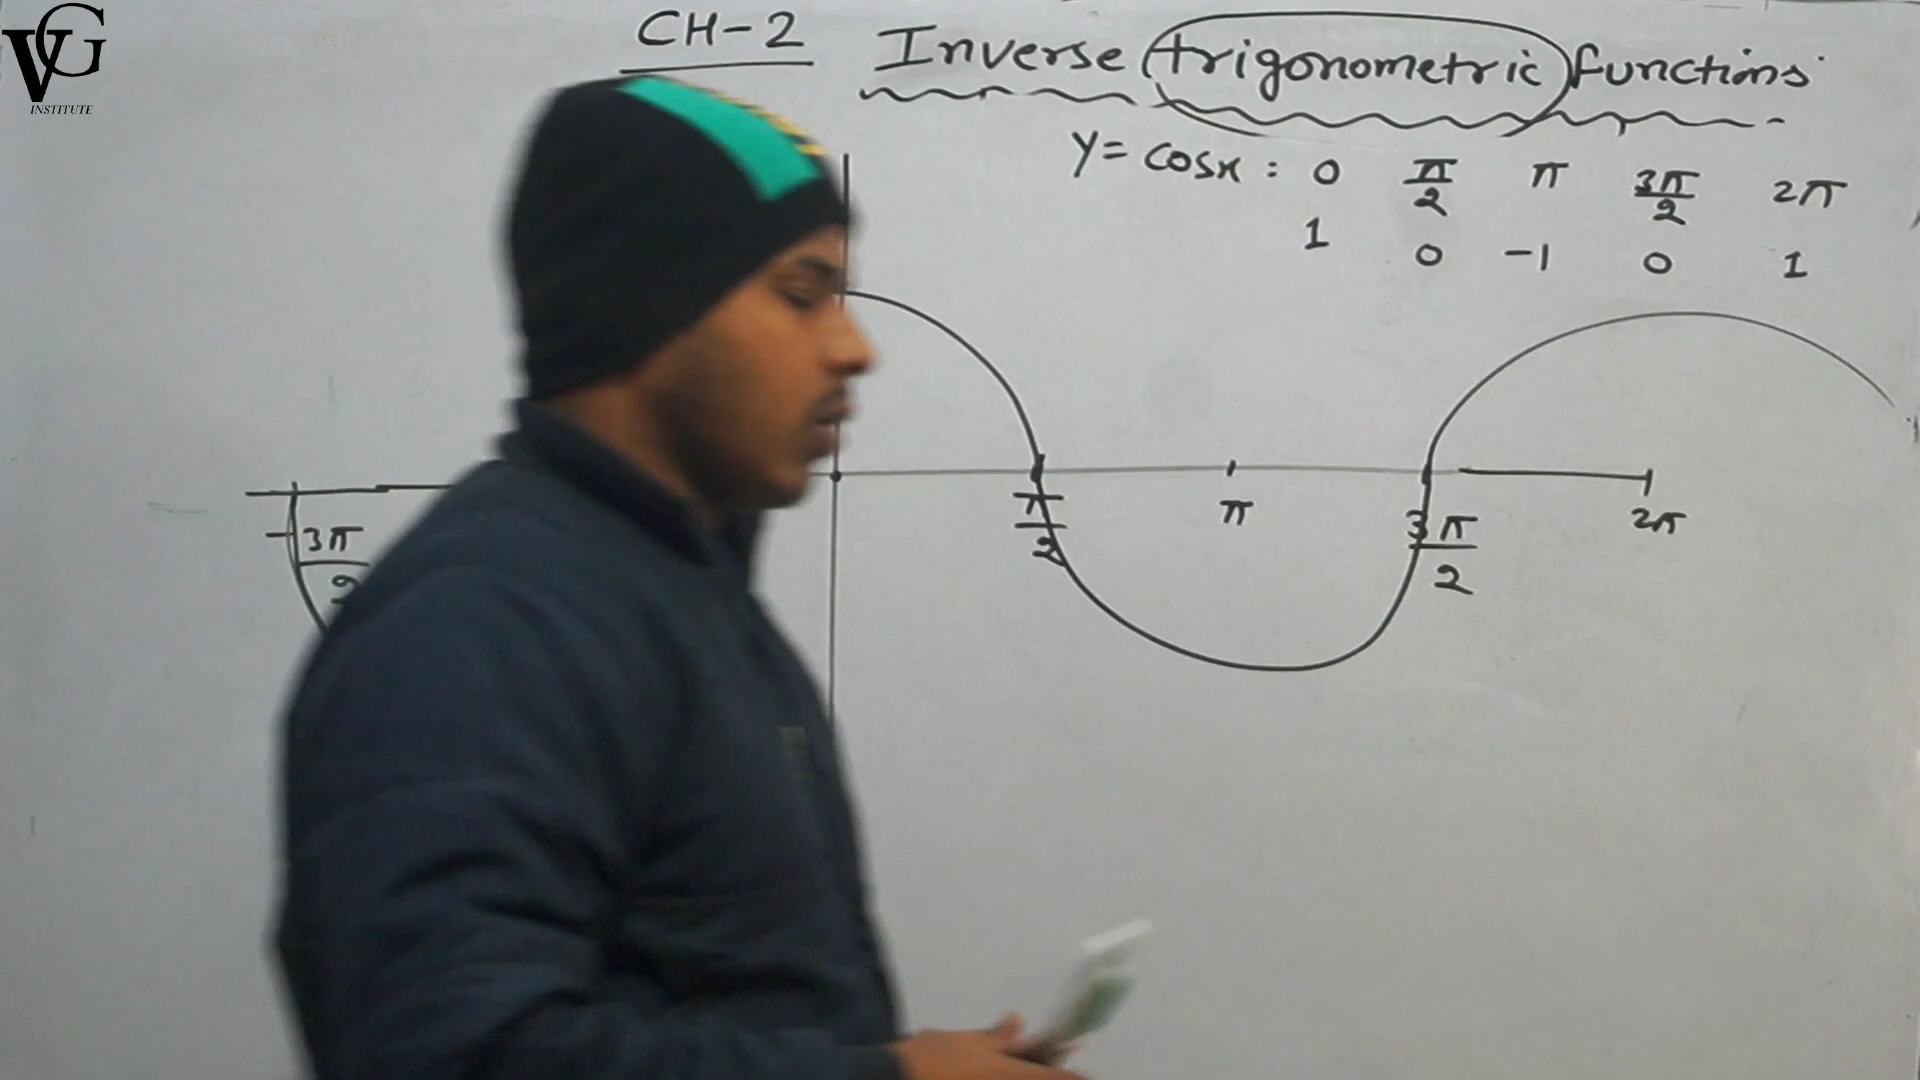 VG
INSTITUTE
CH-2 Inverse trigonometric functions
y = cosx : 0 π/2 π 3π/2 2π
1 0 -1 0 1
-3π/2 π/2 π 3π/2 2π